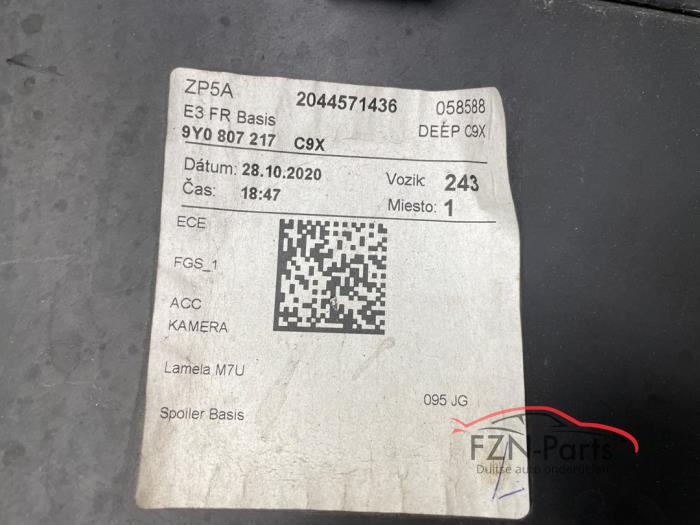 ZP5A 2044571436 058588
E3 FR Basis DEEP C9X
9Y0 807 217 C9X
Dátum: 28.10.2020 Vozik: 243
Čas: 18:47 Miesto: 1
ECE
FGS_1
ACC
KAMERA
Lamela M7U
095 JG
Spoiler Basis
FZN-Parts
Duitse auto onderdelen